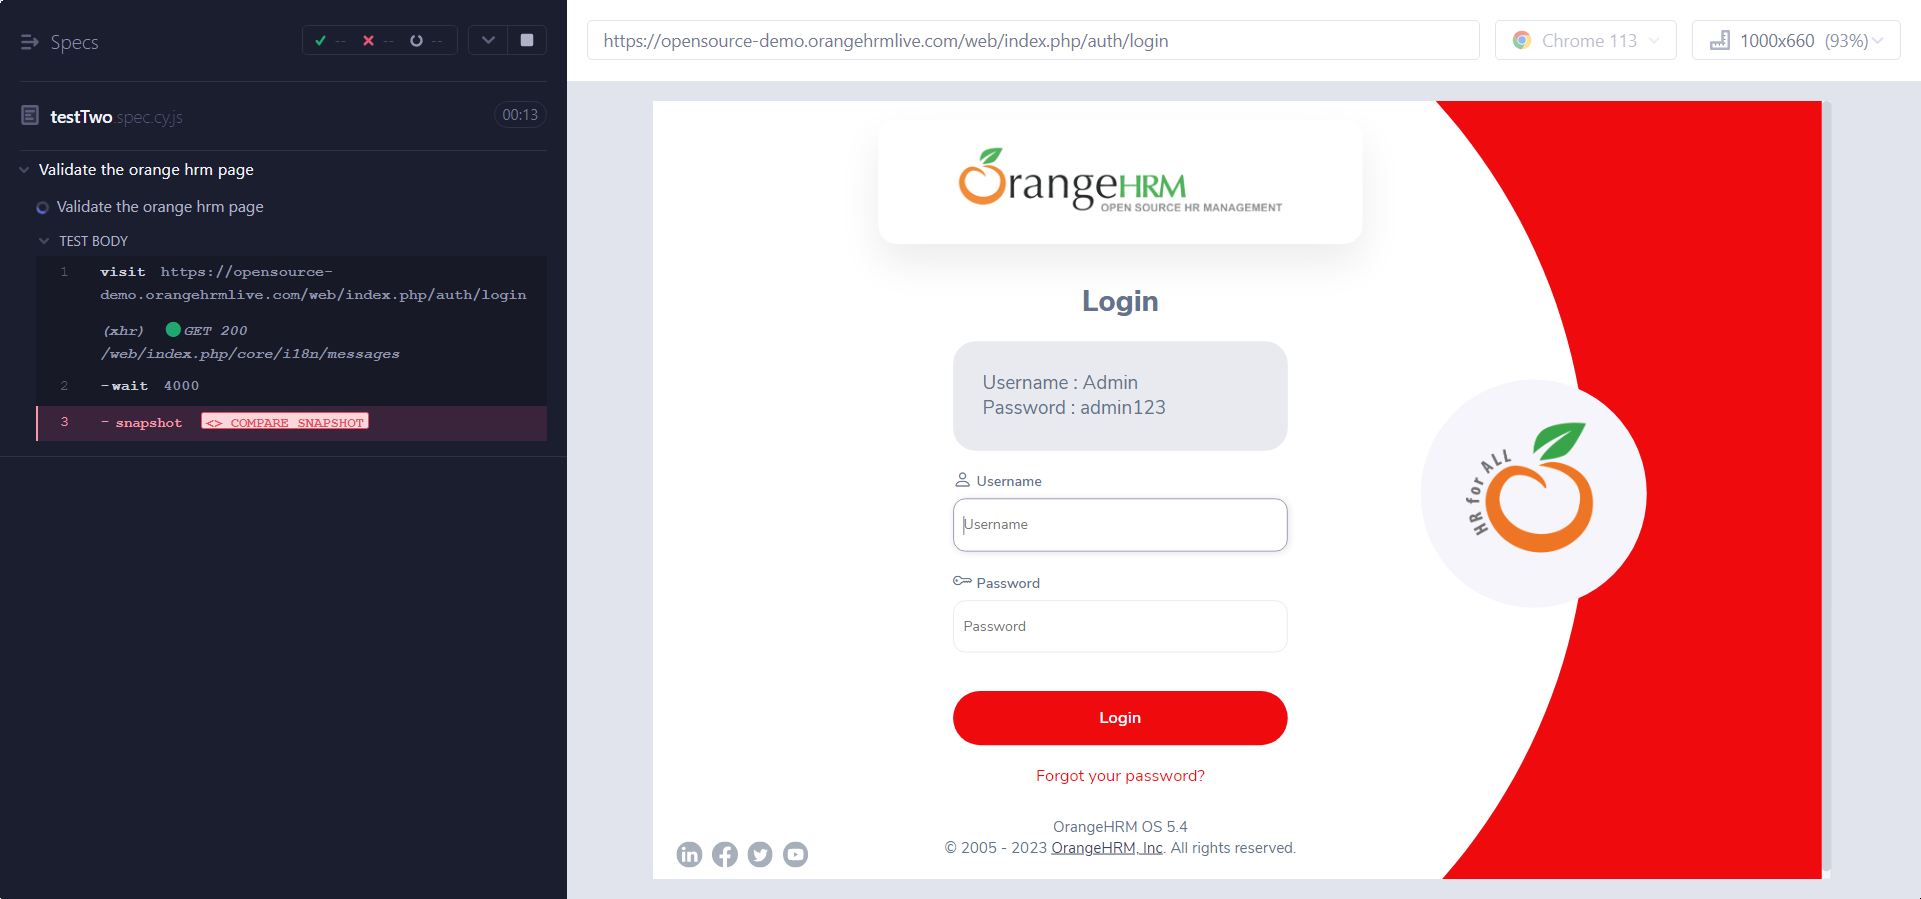 Specs
-- -- --
testTwo.spec.cy.js
00:13
Validate the orange hrm page
Validate the orange hrm page
TEST BODY
1 visit https://opensource-
demo.orangehrmlive.com/web/index.php/auth/login
(xhr) GET 200
/web/index.php/core/i18n/messages
2 -wait 4000
3 - snapshot <> COMPARE SNAPSHOT
https://opensource-demo.orangehrmlive.com/web/index.php/auth/login
Chrome 113
1000x660 (93%)
OrangeHRM
OPEN SOURCE HR MANAGEMENT
Login
Username : Admin
Password : admin123
Username
Username
Password
Password
Login
Forgot your password?
OrangeHRM OS 5.4
© 2005 - 2023 OrangeHRM, Inc. All rights reserved.
HR for ALL